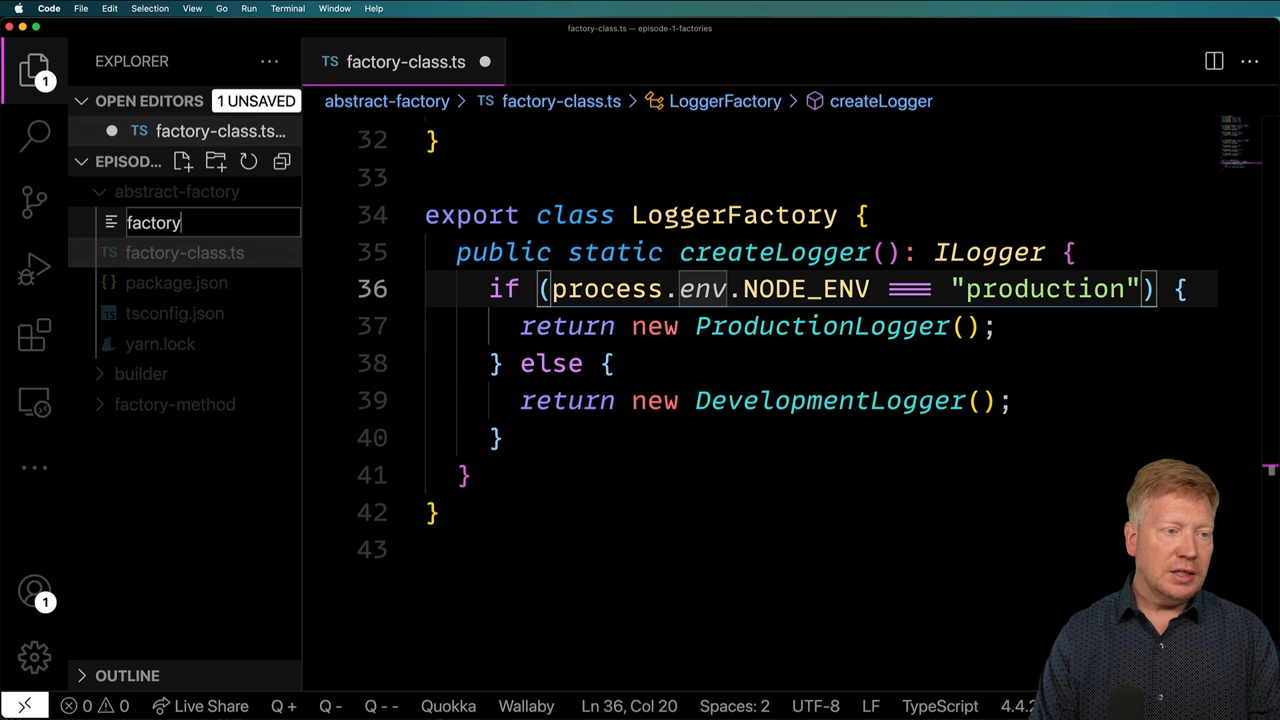 Code File Edit Selection View Go Run Terminal Window Help
factory-class.ts — episode-1-factories
EXPLORER
TS factory-class.ts
OPEN EDITORS 1 UNSAVED
abstract-factory > TS factory-class.ts > LoggerFactory > createLogger
TS factory-class.ts...
EPISOD...
abstract-factory
factory
TS factory-class.ts
{} package.json
TS tsconfig.json
yarn.lock
builder
factory-method
OUTLINE
32 }
33
34 export class LoggerFactory {
35 public static createLogger(): ILogger {
36 if (process.env.NODE_ENV === "production") {
37 return new ProductionLogger();
38 } else {
39 return new DevelopmentLogger();
40 }
41 }
42 }
43
1
1
0 0 Live Share Q + Q - Q -- Quokka Wallaby Ln 36, Col 20 Spaces: 2 UTF-8 LF TypeScript